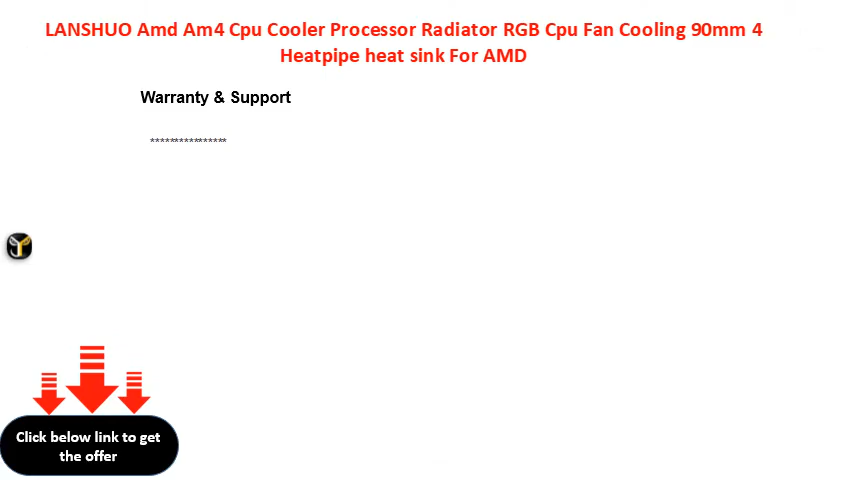 LANSHUO Amd Am4 Cpu Cooler Processor Radiator RGB Cpu Fan Cooling 90mm 4
Heatpipe heat sink For AMD
Warranty & Support
****************
Click below link to get
the offer